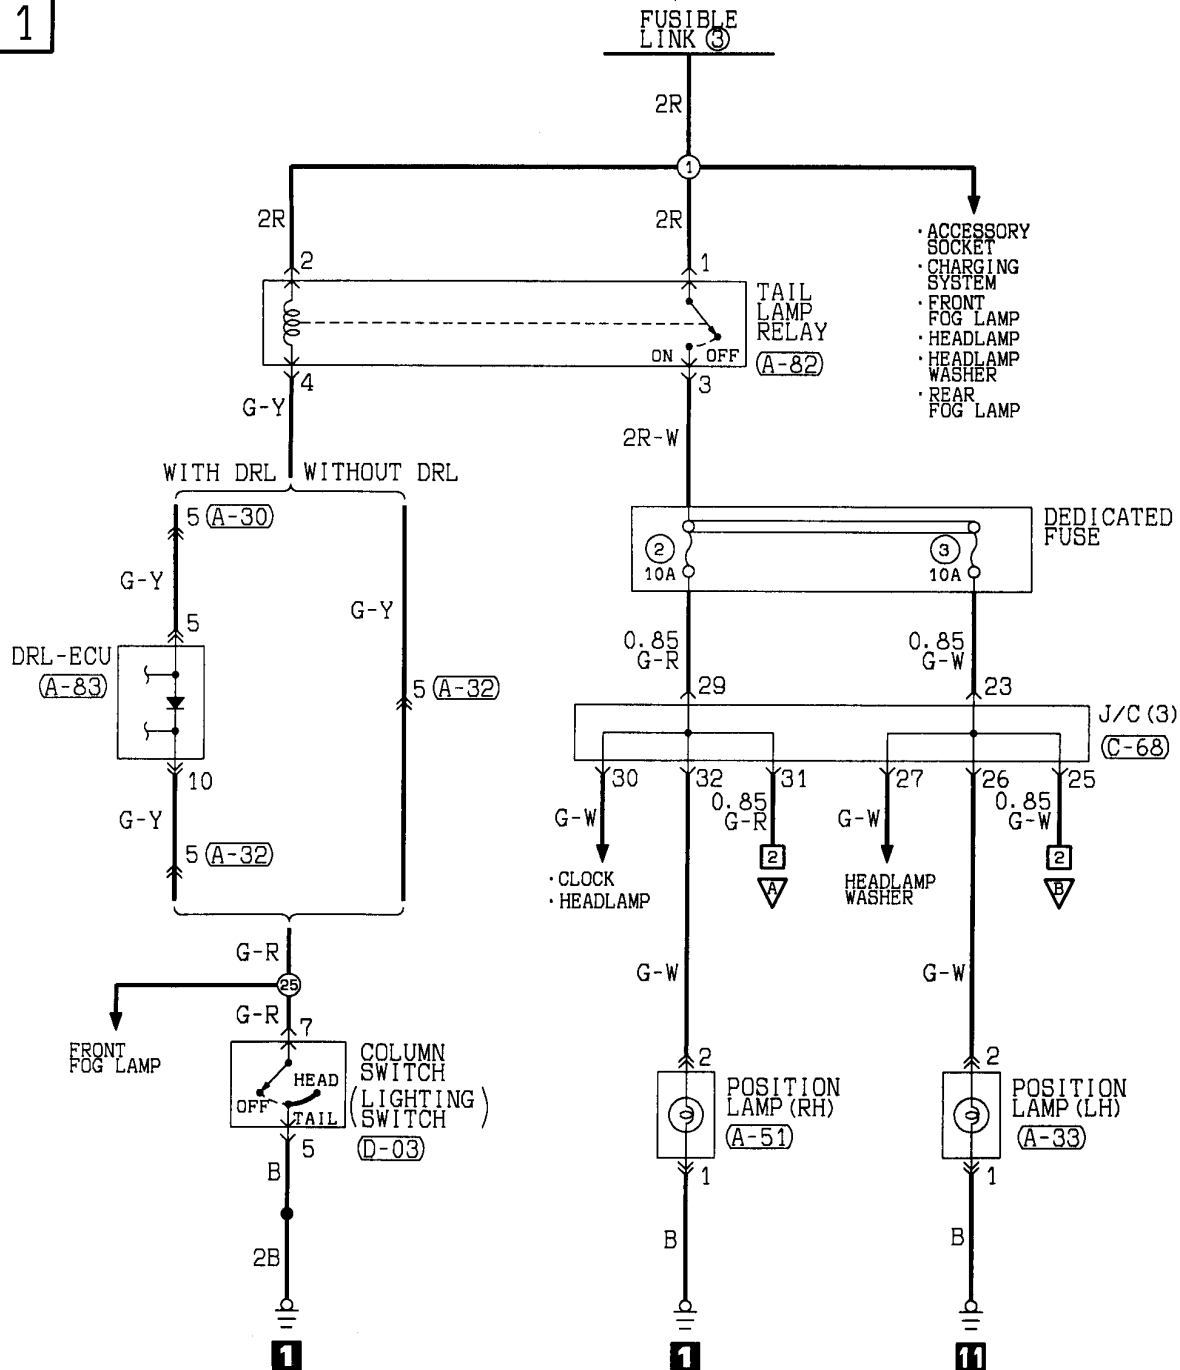 1
FUSIBLE
LINK ③
2R
①
2R
2R
2
1
TAIL
LAMP
RELAY
A-82
ON
OFF
4
3
·ACCESSORY
SOCKET
·CHARGING
SYSTEM
·FRONT
FOG LAMP
·HEADLAMP
·HEADLAMP
WASHER
·REAR
FOG LAMP
G-Y
2R-W
WITH DRL
WITHOUT DRL
5 A-30
G-Y
G-Y
5
DRL-ECU
A-83
5 A-32
10
G-Y
5 A-32
DEDICATED
FUSE
②
10A
③
10A
0.85
G-R
0.85
G-W
29
23
J/C(3)
C-68
30
32
31
27
26
25
G-W
0.85
G-R
G-W
0.85
G-W
2
A
2
B
·CLOCK
·HEADLAMP
HEADLAMP
WASHER
G-R
㉕
G-R
FRONT
FOG LAMP
7
COLUMN
SWITCH
(LIGHTING
SWITCH)
D-03
HEAD
OFF
TAIL
5
B
2B
1
G-W
G-W
2
2
POSITION
LAMP(RH)
A-51
POSITION
LAMP(LH)
A-33
1
1
B
B
1
11